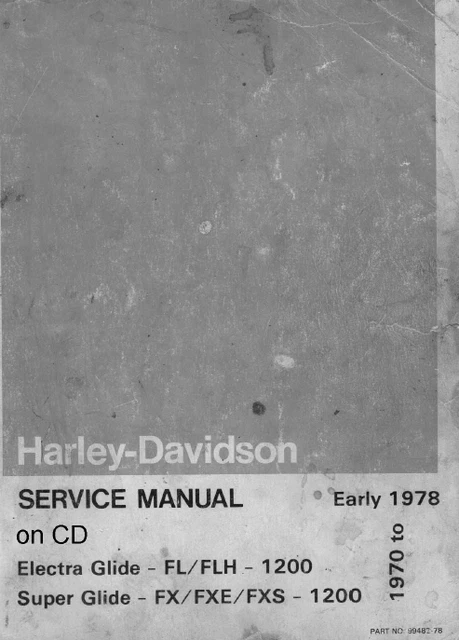 Harley-Davidson
SERVICE MANUAL
Early 1978
on CD
1970 to
Electra Glide - FL/FLH - 1200
Super Glide - FX/FXE/FXS - 1200
PART NO. 99482-78